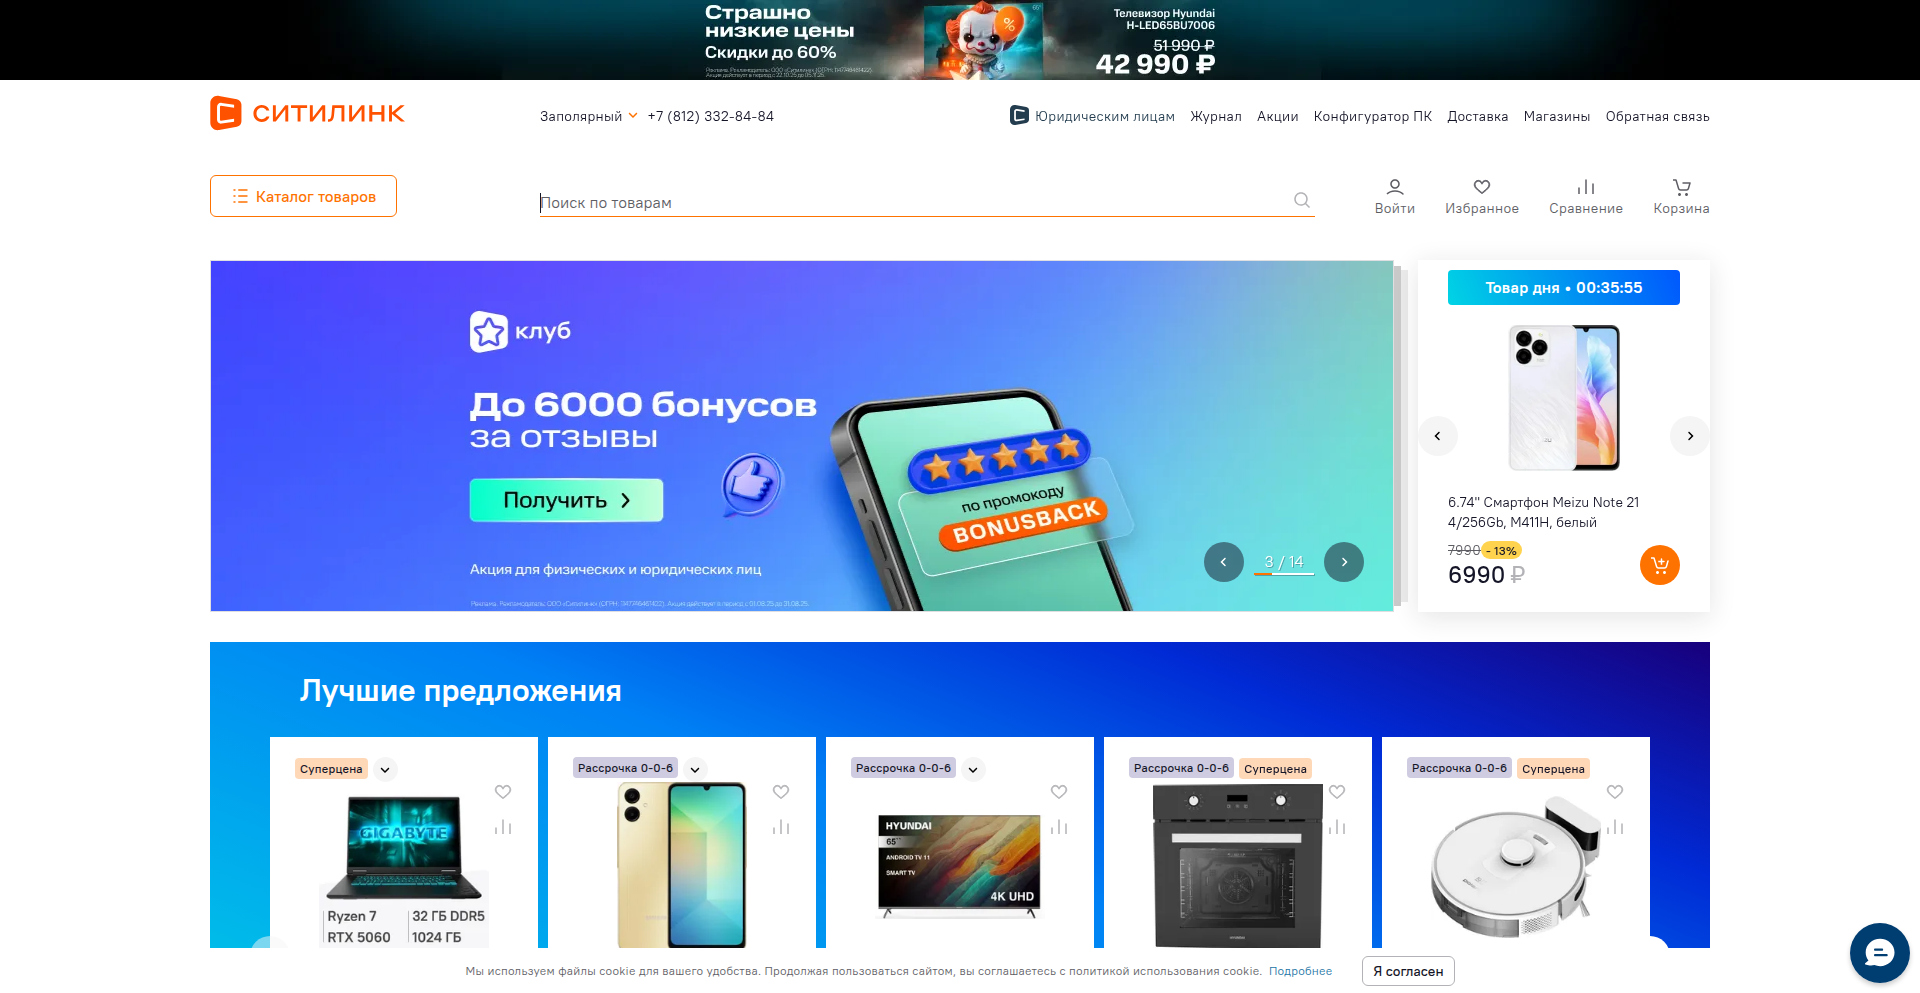 Страшно
низкие цены
Скидки до 60%
Телевизор Hyundai
H-LED65BU7006
51 990 ₽
42 990 ₽
СИТИЛИНК
Заполярный
+7 (812) 332-84-84
Юридическим лицам
Журнал
Акции
Конфигуратор ПК
Доставка
Магазины
Обратная связь
Каталог товаров
Поиск по товарам
Войти
Избранное
Сравнение
Корзина
клуб
До 6000 бонусов
за отзывы
Получить
по промокоду
BONUSBACK
Акция для физических и юридических лиц
3 / 14
Товар дня • 00:35:55
6.74" Смартфон Meizu Note 21
4/256Gb, M411H, белый
7990 - 13%
6990 ₽
Лучшие предложения
Суперцена
GIGABYTE
Ryzen 7
32 ГБ DDR5
RTX 5060
1024 ГБ
Рассрочка 0-0-6
Рассрочка 0-0-6
HYUNDAI
65"
ANDROID TV 11
SMART TV
4K UHD
Рассрочка 0-0-6
Суперцена
Рассрочка 0-0-6
Суперцена
Мы используем файлы cookie для вашего удобства. Продолжая пользоваться сайтом, вы соглашаетесь с политикой использования cookie. Подробнее
Я согласен